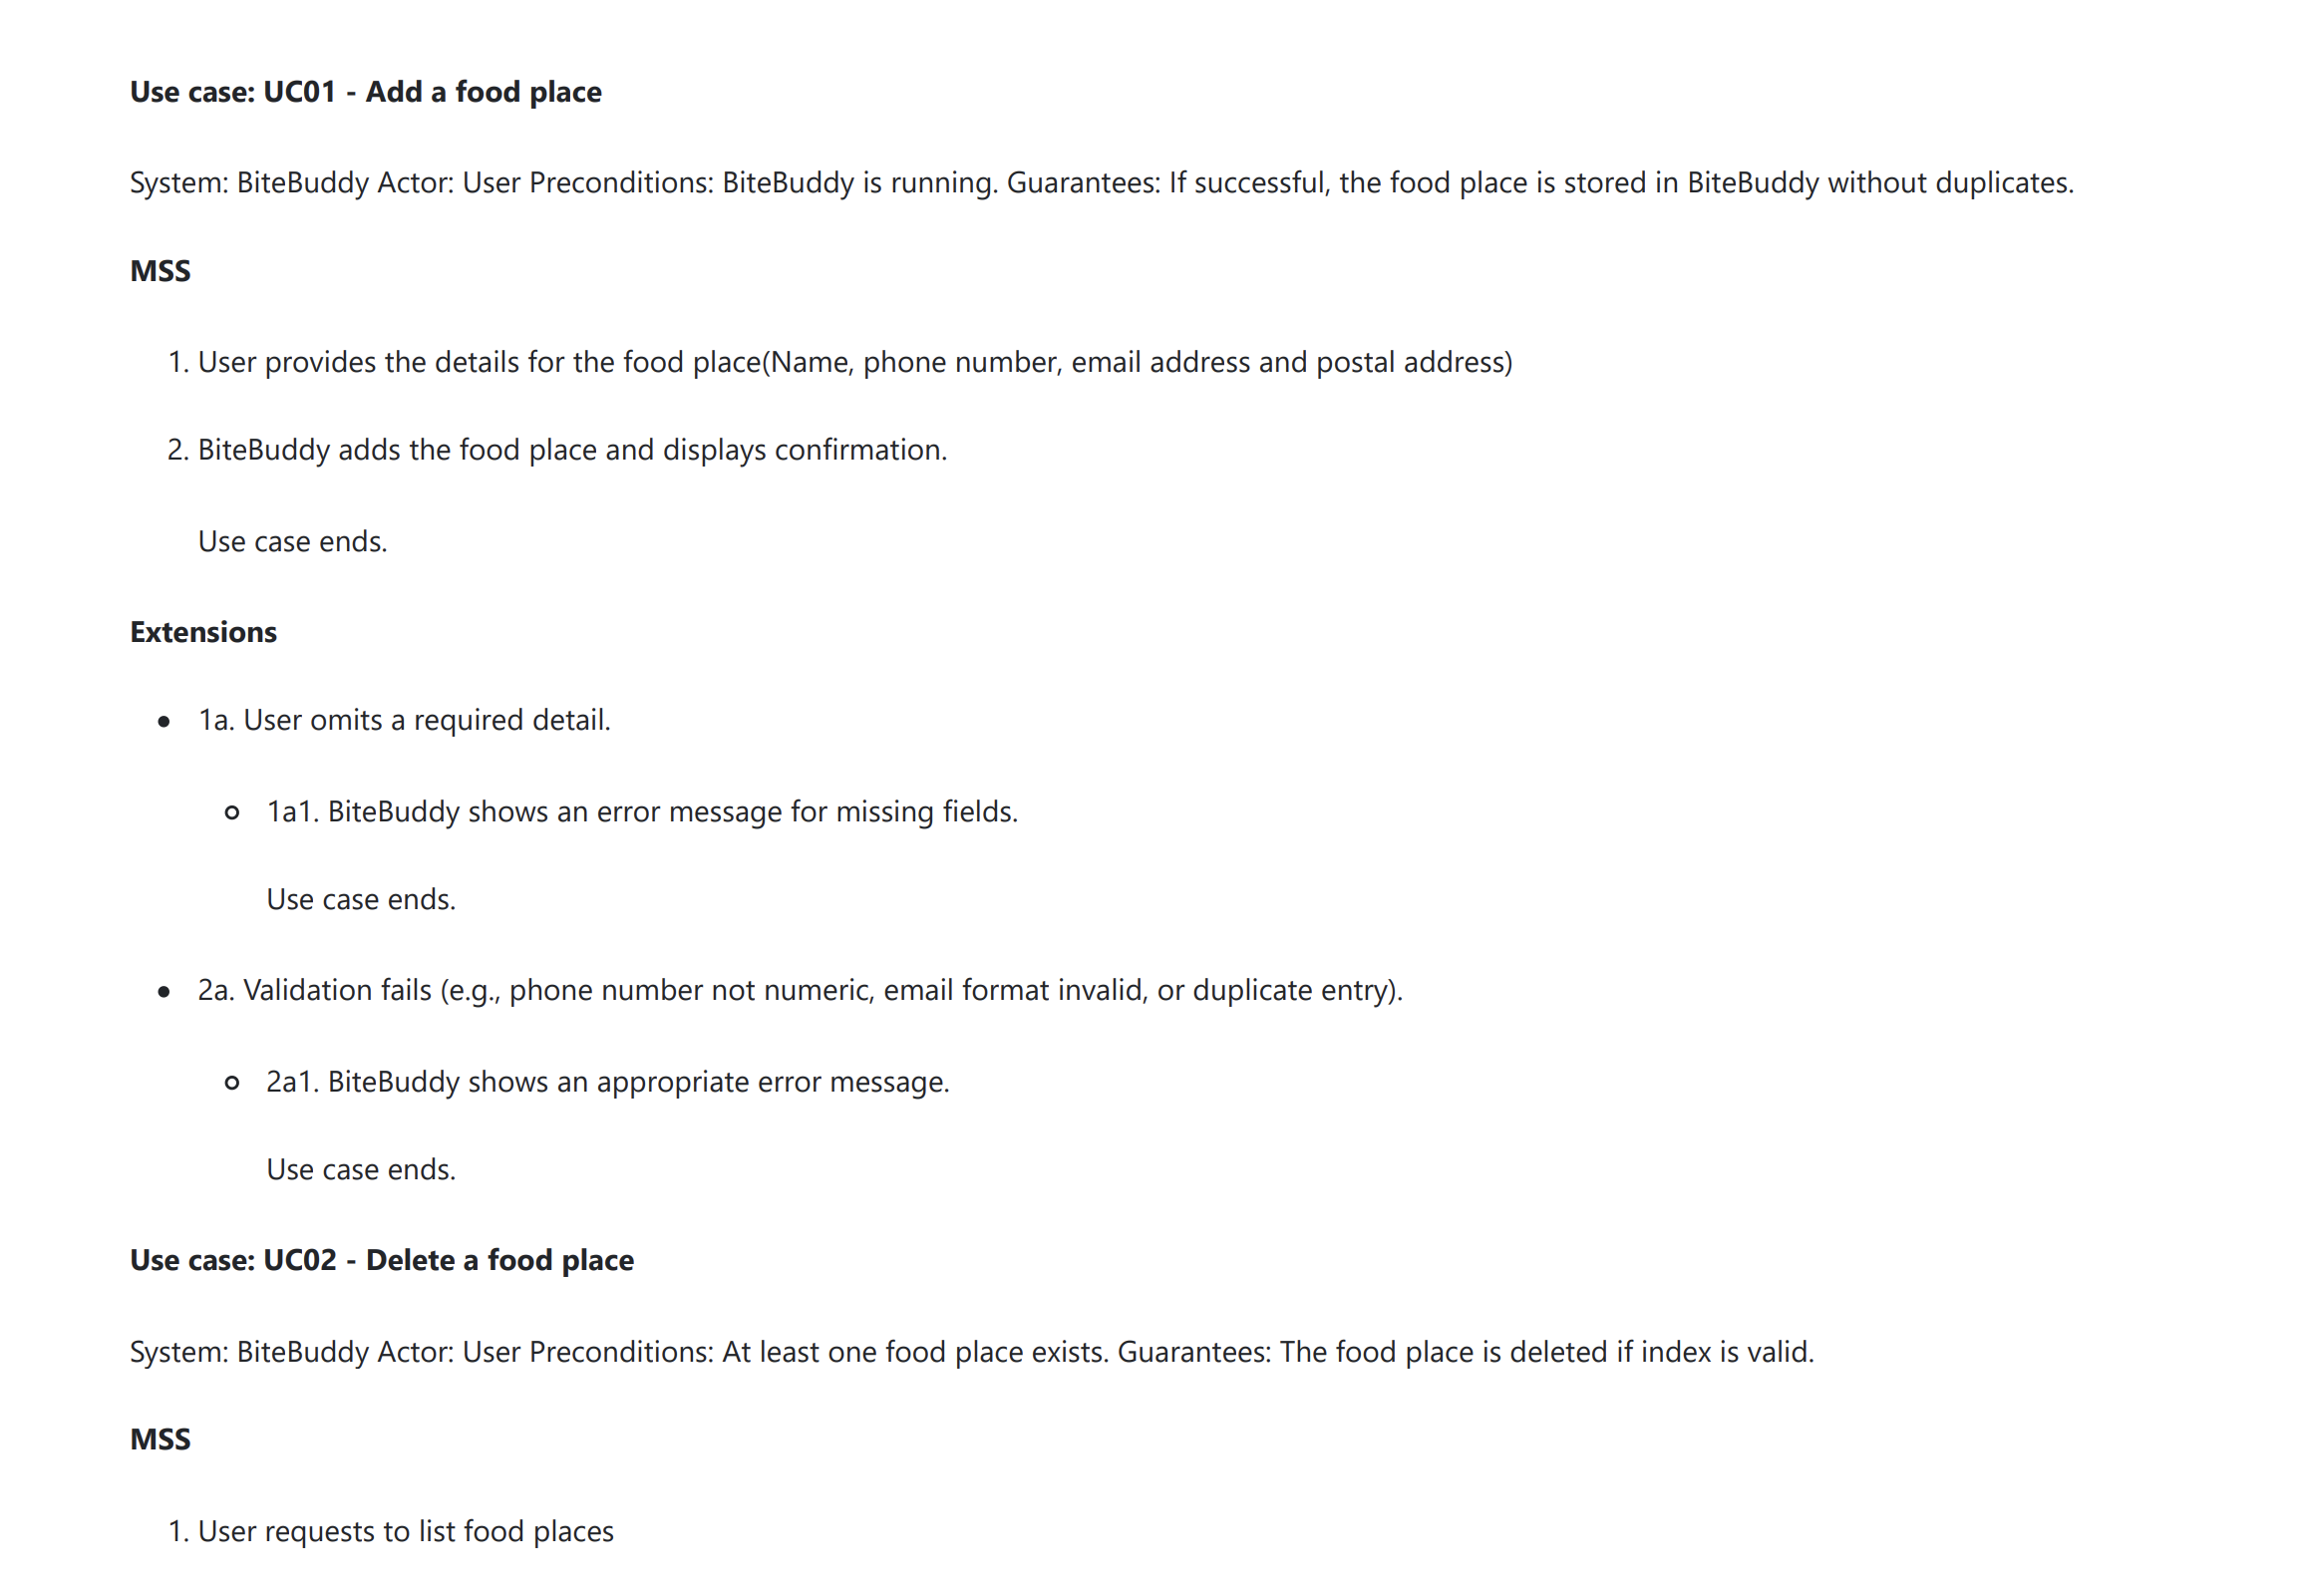 Use case: UC01 - Add a food place
System: BiteBuddy Actor: User Preconditions: BiteBuddy is running. Guarantees: If successful, the food place is stored in BiteBuddy without duplicates.
MSS
1. User provides the details for the food place(Name, phone number, email address and postal address)
2. BiteBuddy adds the food place and displays confirmation.
Use case ends.
Extensions
● 1a. User omits a required detail.
○ 1a1. BiteBuddy shows an error message for missing fields.
Use case ends.
● 2a. Validation fails (e.g., phone number not numeric, email format invalid, or duplicate entry).
○ 2a1. BiteBuddy shows an appropriate error message.
Use case ends.
Use case: UC02 - Delete a food place
System: BiteBuddy Actor: User Preconditions: At least one food place exists. Guarantees: The food place is deleted if index is valid.
MSS
1. User requests to list food places